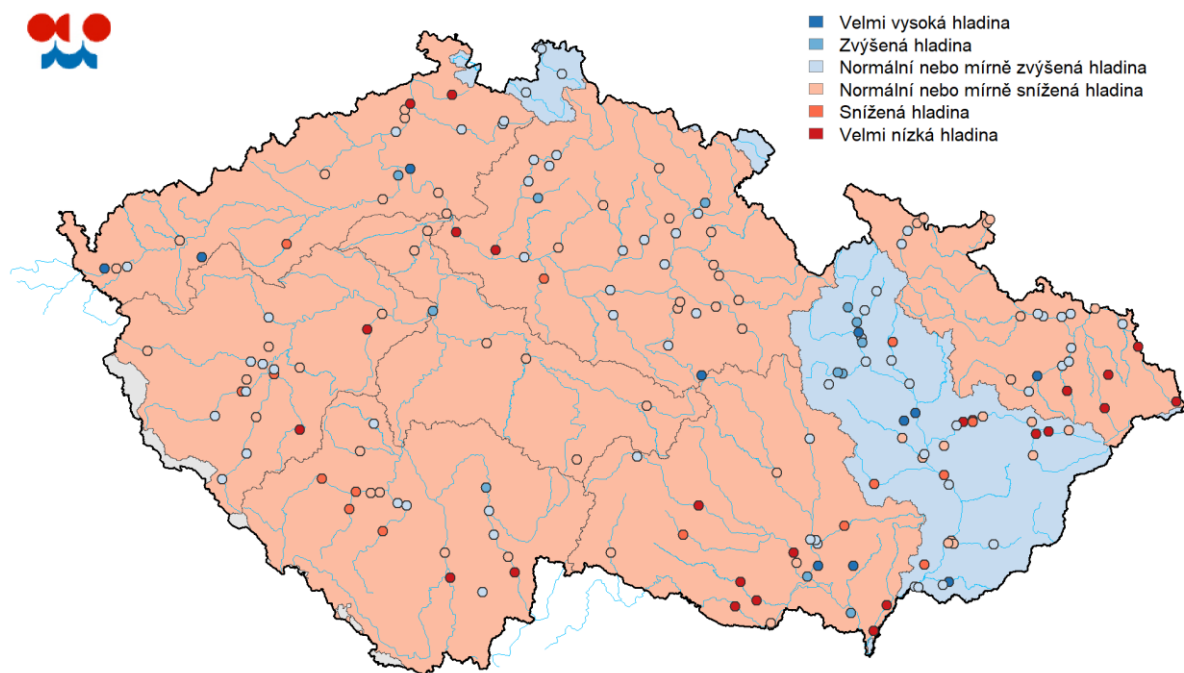 Velmi vysoká hladina
Zvýšená hladina
Normální nebo mírně zvýšená hladina
Normální nebo mírně snížená hladina
Snížená hladina
Velmi nízká hladina